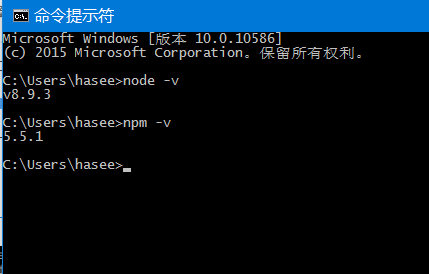 命令提示符
Microsoft Windows [版本 10.0.10586]
(c) 2015 Microsoft Corporation。保留所有权利。
C:\Users\hasee>node -v
v8.9.3
C:\Users\hasee>npm -v
5.5.1
C:\Users\hasee>